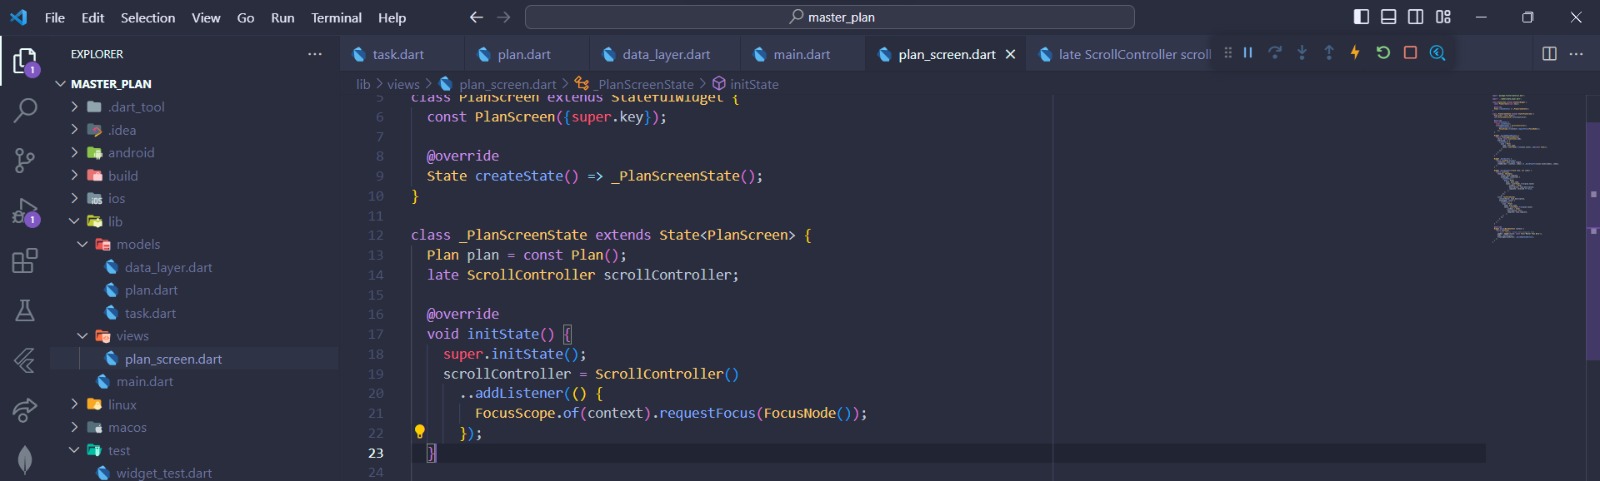 File Edit Selection View Go Run Terminal Help master_plan
EXPLORER
task.dart plan.dart data_layer.dart main.dart plan_screen.dart late ScrollController scroll
lib > views > plan_screen.dart > _PlanScreenState > initState
MASTER_PLAN
.dart_tool
.idea
android
build
ios
lib
models
data_layer.dart
plan.dart
task.dart
views
plan_screen.dart
main.dart
linux
macos
test
widget_test.dart
1
1
5 class PlanScreen extends StatefulWidget {
6 const PlanScreen({super.key});
7
8 @override
9 State createState() => _PlanScreenState();
10 }
11
12 class _PlanScreenState extends State<PlanScreen> {
13 Plan plan = const Plan();
14 late ScrollController scrollController;
15
16 @override
17 void initState() {
18 super.initState();
19 scrollController = ScrollController()
20 ..addListener(() {
21 FocusScope.of(context).requestFocus(FocusNode());
22 });
23 }
24